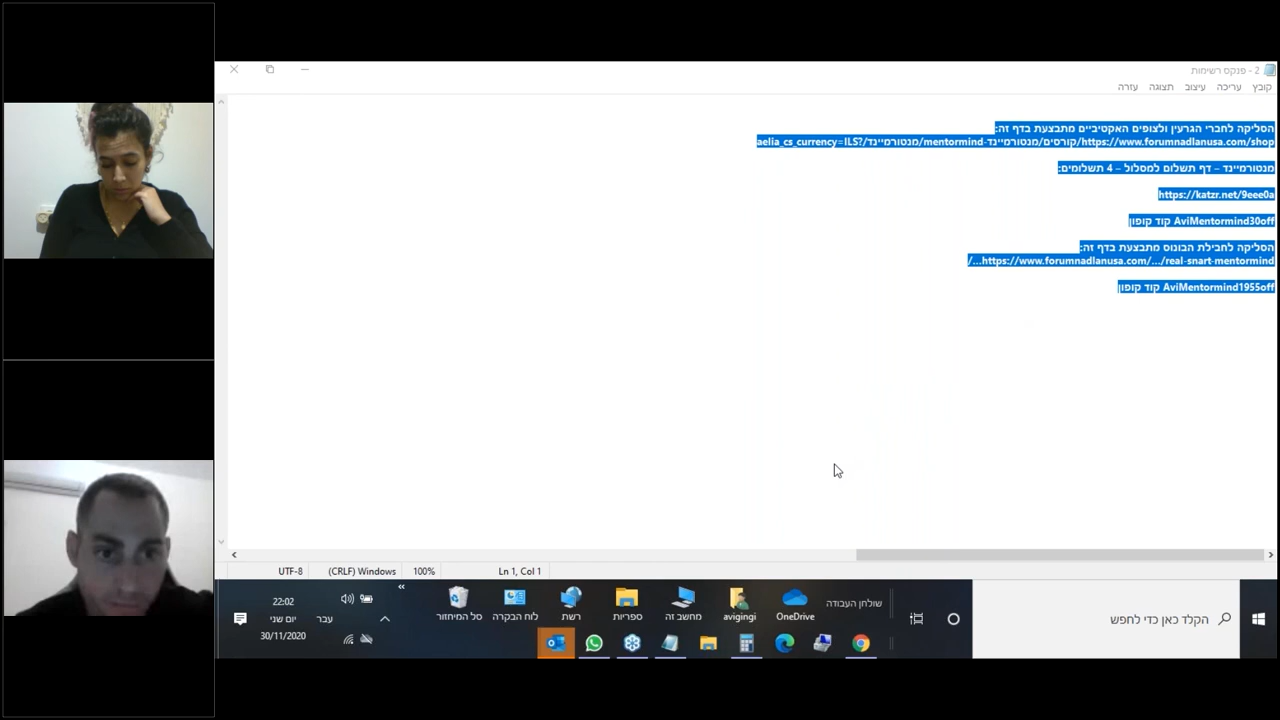 2 - פנקס רשימות
קובץ עריכה עיצוב תצוגה עזרה
הסליקה לחברי הגרעין ולצופים האקטיביים מתבצעת בדף זה:
https://www.forumnadlanusa.com/shop/קורסים/מנטורמיינד-mentormind/מנטורמיינד/?aelia_cs_currency=ILS
מנטורמיינד – דף תשלום למסלול – 4 תשלומים:
https://katzr.net/9eee0a
AviMentormind30off קוד קופון
הסליקה לחבילת הבונוס מתבצעת בדף זה:
https://www.forumnadlanusa.com/.../real-snart-mentormind.../
AviMentormind1955off קוד קופון
Ln 1, Col 1
100%
(CRLF) Windows
UTF-8
הקלד כאן כדי לחפש
שולחן העבודה
OneDrive
avigingi
מחשב זה
ספריות
רשת
לוח הבקרה
סל המיחזור
«
עבר
22:02
יום שני
30/11/2020